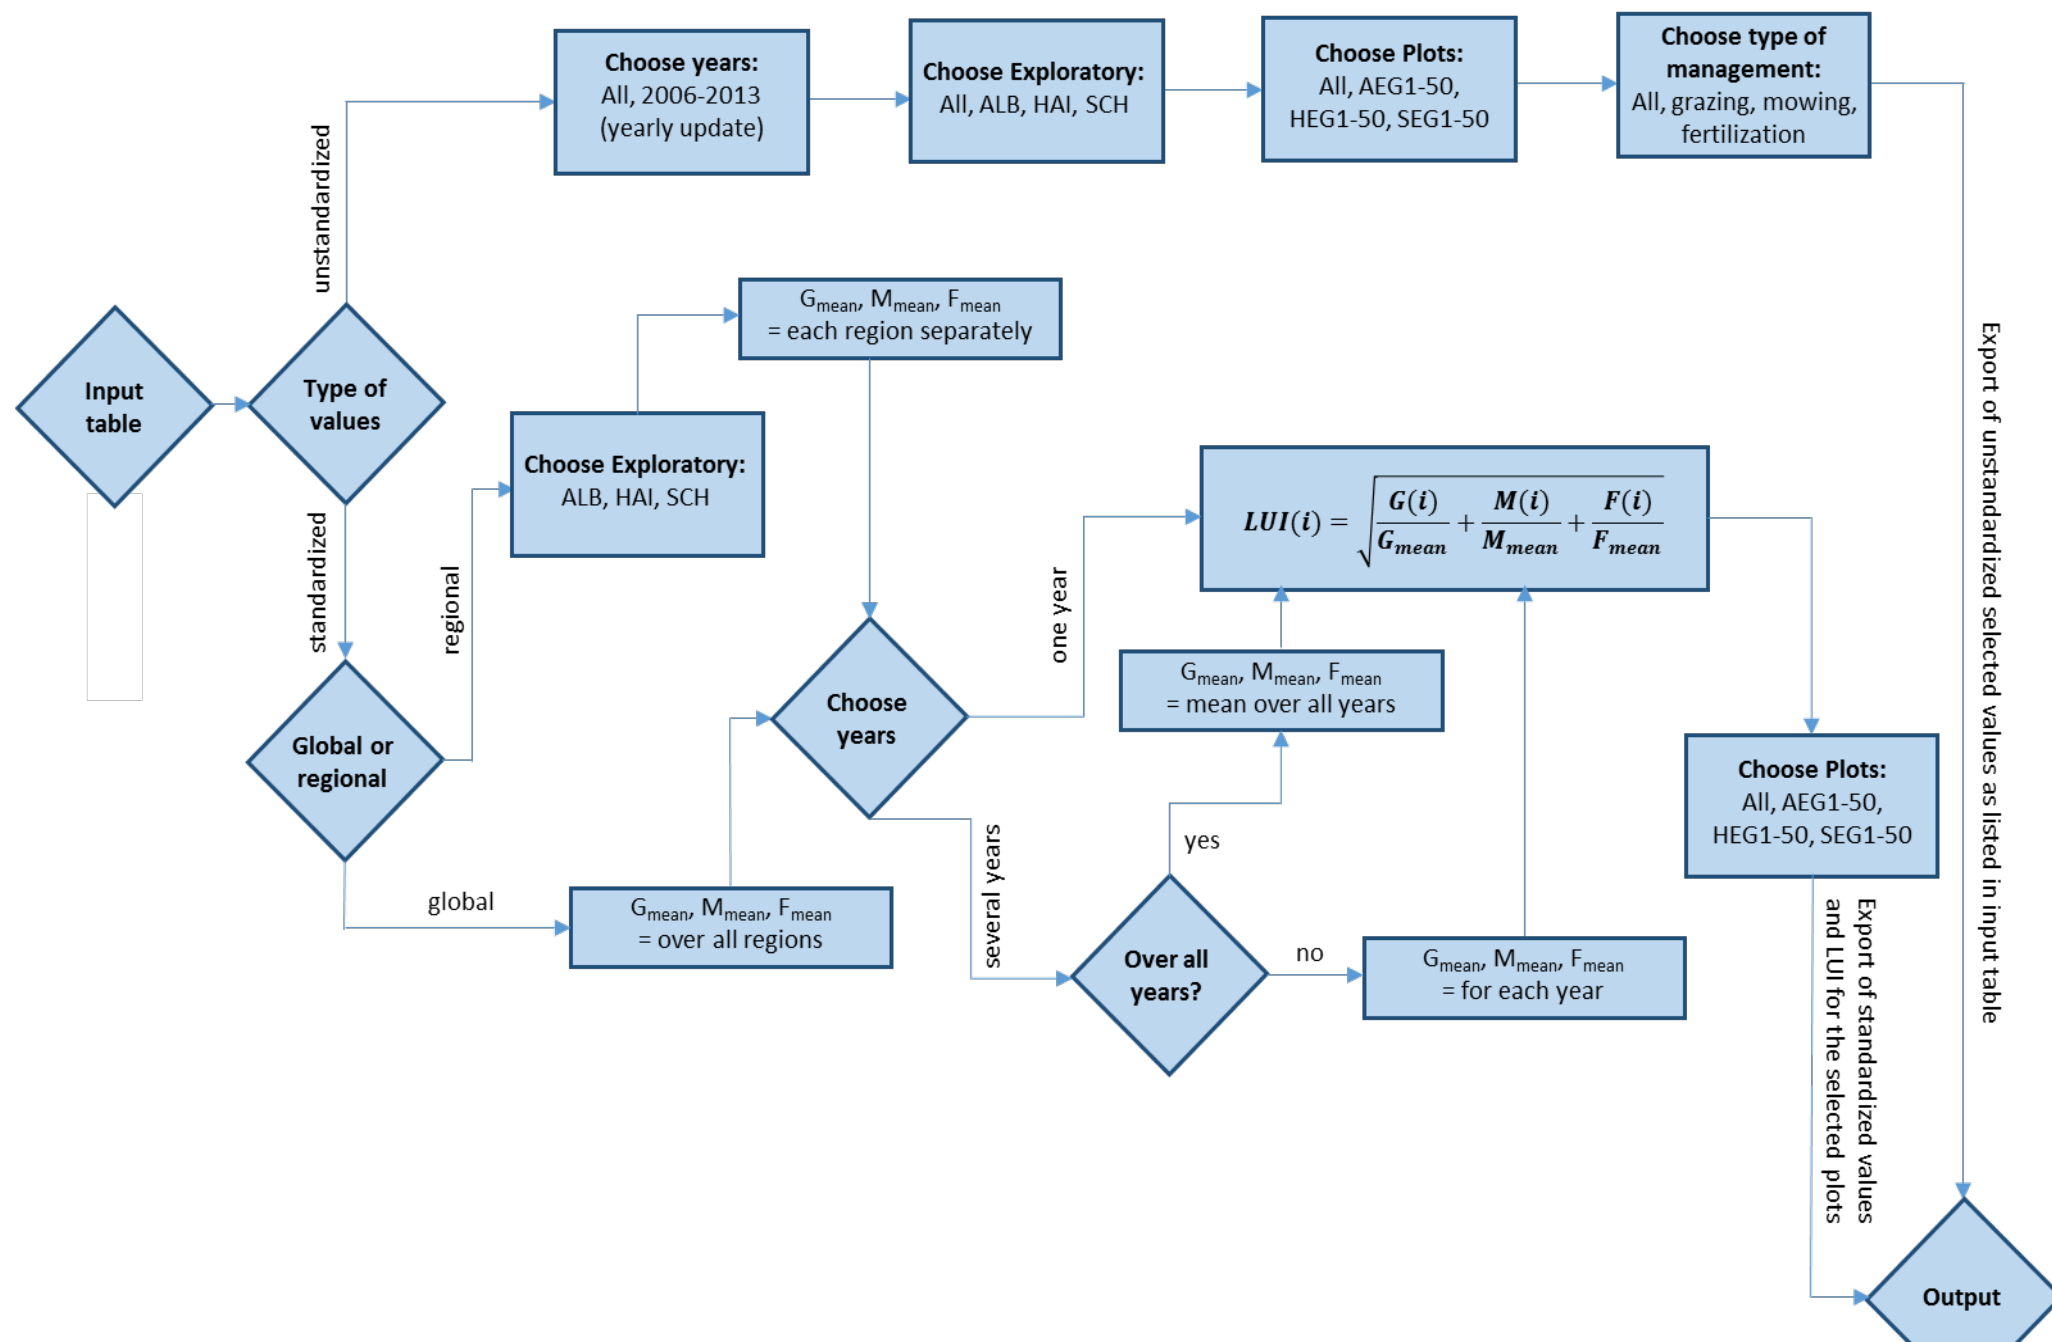 Choose years:
All, 2006-2013
(yearly update)
Choose Exploratory:
All, ALB, HAI, SCH
Choose Plots:
All, AEG1-50,
HEG1-50, SEG1-50
Choose type of
management:
All, grazing, mowing,
fertilization
unstandardized
Input
table
Type of
values
standardized
Global or
regional
regional
Choose Exploratory:
ALB, HAI, SCH
Gmean, Mmean, Fmean
= each region separately
global
Gmean, Mmean, Fmean
= over all regions
Choose
years
one year
several years
LUI(i) = √(G(i)/Gmean + M(i)/Mmean + F(i)/Fmean)
Gmean, Mmean, Fmean
= mean over all years
yes
Over all
years?
no
Gmean, Mmean, Fmean
= for each year
Choose Plots:
All, AEG1-50,
HEG1-50, SEG1-50
Export of standardized values
and LUI for the selected plots
Export of unstandardized selected values as listed in input table
Output